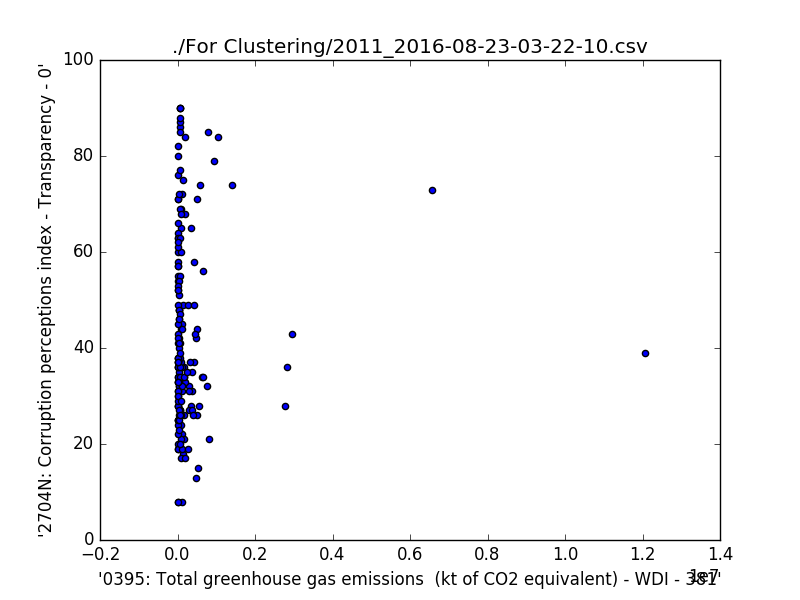 ./For Clustering/2011_2016-08-23-03-22-10.csv
100
80
60
40
20
0
'2704N: Corruption perceptions index - Transparency - 0'
−0.2 0.0 0.2 0.4 0.6 0.8 1.0 1.2 1.4
1e7
'0395: Total greenhouse gas emissions (kt of CO2 equivalent) - WDI - 381'